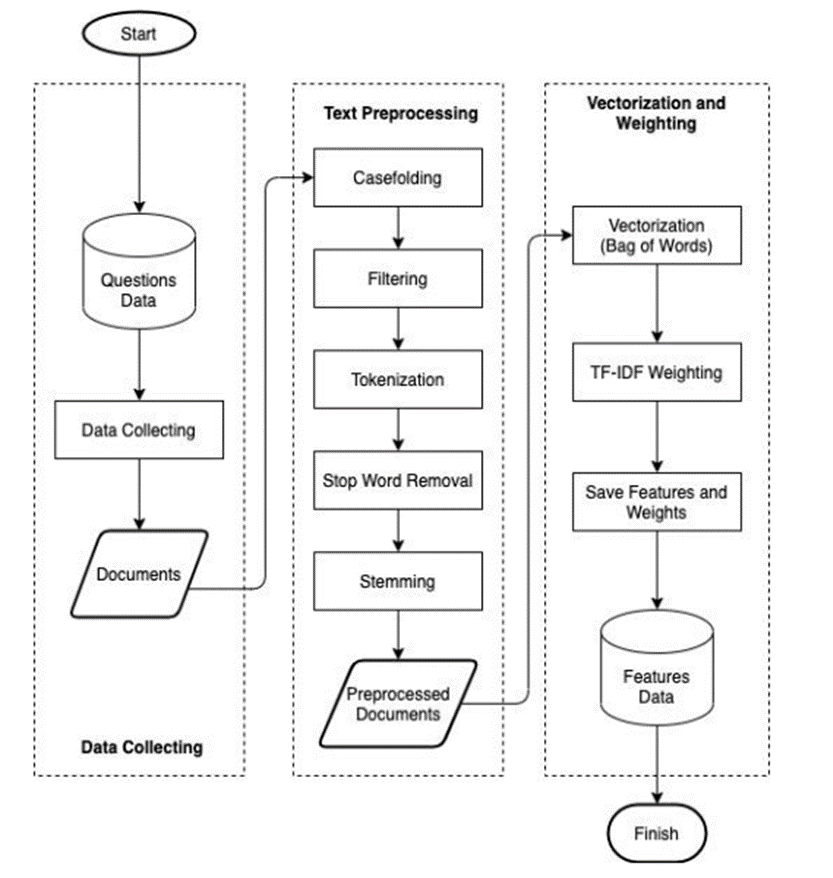 Start
Questions
Data
Data Collecting
Documents
Data Collecting
Text Preprocessing
Casefolding
Filtering
Tokenization
Stop Word Removal
Stemming
Preprocessed
Documents
Vectorization and
Weighting
Vectorization
(Bag of Words)
TF-IDF Weighting
Save Features and
Weights
Features
Data
Finish